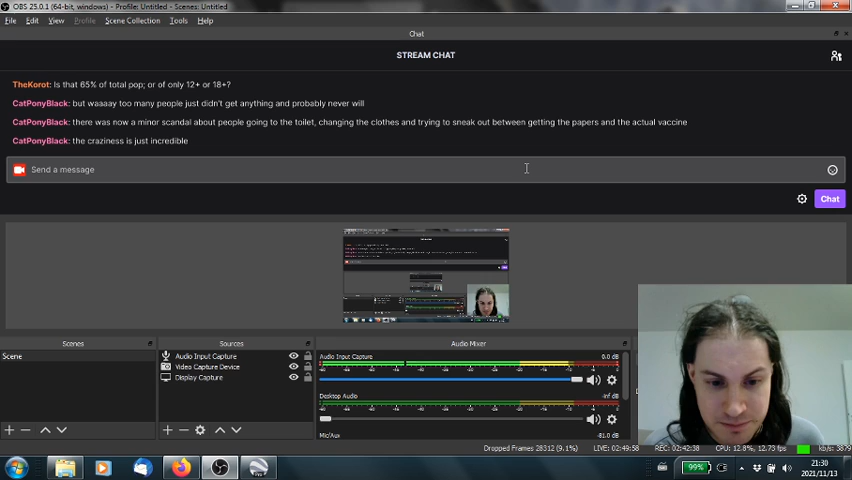 OBS 25.0.1 (64-bit, windows) - Profile: Untitled - Scenes: Untitled
File Edit View Profile Scene Collection Tools Help
Chat
STREAM CHAT
TheKorot: Is that 65% of total pop; or of only 12+ or 18+?
CatPonyBlack: but waaaay too many people just didn't get anything and probably never will
CatPonyBlack: there was now a minor scandal about people going to the toilet, changing the clothes and trying to sneak out between getting the papers and the actual vaccine
CatPonyBlack: the craziness is just incredible
Send a message
Chat
Scenes Sources Audio Mixer
Scene
Audio Input Capture
Video Capture Device
Display Capture
Audio Input Capture 0.0 dB
Desktop Audio -inf dB
Mic/Aux -81.0 dB
Dropped Frames 28312 (9.1%) LIVE: 02:49:58 REC: 02:42:38 CPU: 12.8%, 12.73 fps kb/s: 3879
99%
21:30
2021/11/13